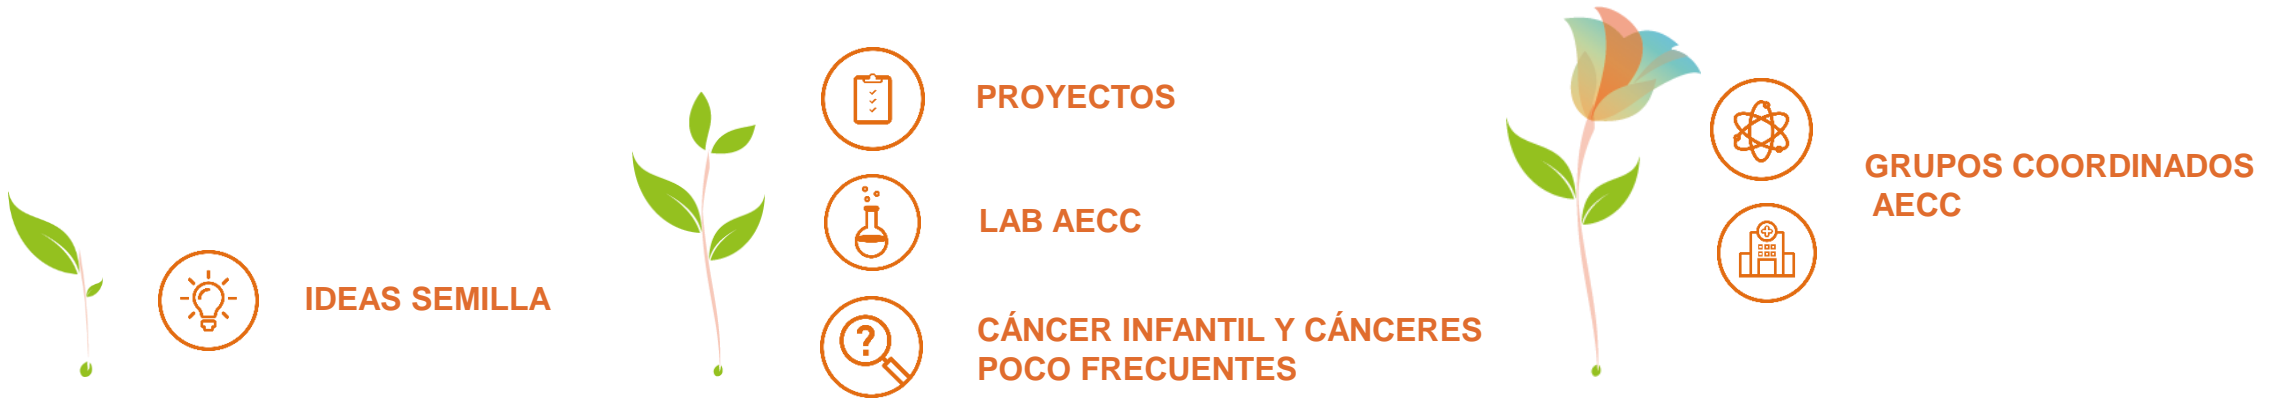 IDEAS SEMILLA
PROYECTOS
LAB AECC
CÁNCER INFANTIL Y CÁNCERES
POCO FRECUENTES
GRUPOS COORDINADOS
AECC